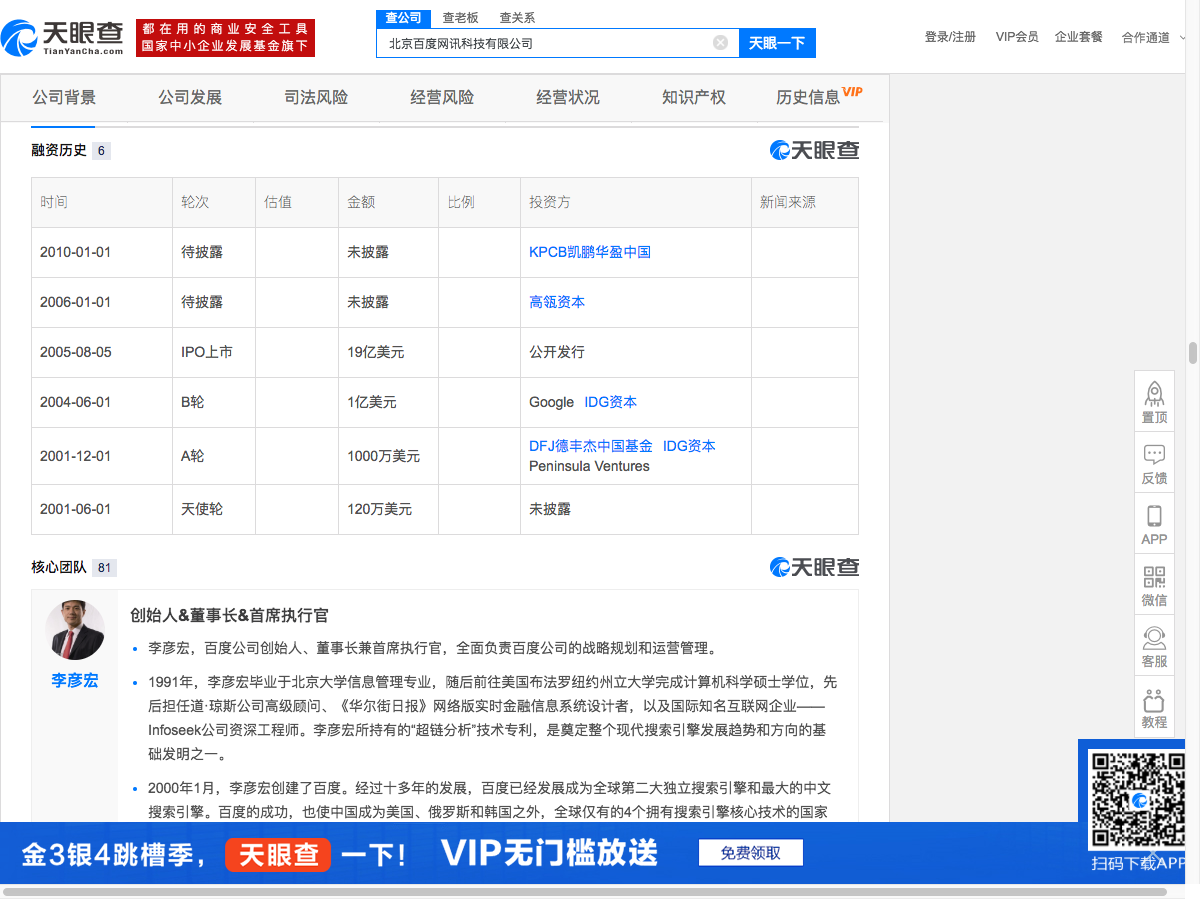 天眼查
TianYanCha.com
都在用的商业安全工具
国家中小企业发展基金旗下
查公司 查老板 查关系
北京百度网讯科技有限公司 天眼一下
登录/注册 VIP会员 企业套餐 合作通道
公司背景 公司发展 司法风险 经营风险 经营状况 知识产权 历史信息 VIP
融资历史 6 天眼查
时间 轮次 估值 金额 比例 投资方 新闻来源
2010-01-01 待披露 未披露 KPCB凯鹏华盈中国
2006-01-01 待披露 未披露 高瓴资本
2005-08-05 IPO上市 19亿美元 公开发行
2004-06-01 B轮 1亿美元 Google IDG资本
2001-12-01 A轮 1000万美元 DFJ德丰杰中国基金 IDG资本
Peninsula Ventures
2001-06-01 天使轮 120万美元 未披露
核心团队 81 天眼查
李彦宏
创始人&董事长&首席执行官
李彦宏，百度公司创始人、董事长兼首席执行官，全面负责百度公司的战略规划和运营管理。
1991年，李彦宏毕业于北京大学信息管理专业，随后前往美国布法罗纽约州立大学完成计算机科学硕士学位，先
后担任道·琼斯公司高级顾问、《华尔街日报》网络版实时金融信息系统设计者，以及国际知名互联网企业——
Infoseek公司资深工程师。李彦宏所持有的“超链分析”技术专利，是奠定整个现代搜索引擎发展趋势和方向的基
础发明之一。
2000年1月，李彦宏创建了百度。经过十多年的发展，百度已经发展成为全球第二大独立搜索引擎和最大的中文
搜索引擎。百度的成功，也使中国成为美国、俄罗斯和韩国之外，全球仅有的4个拥有搜索引擎核心技术的国家
置顶
反馈
APP
微信
客服
教程
金3银4跳槽季， 天眼查 一下！ VIP无门槛放送 免费领取
扫码下载APP